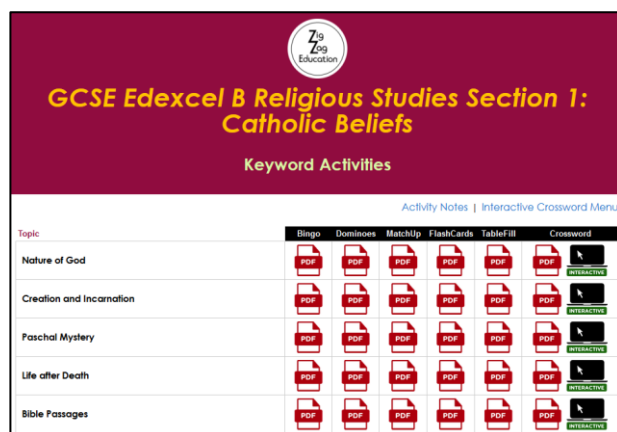 Zig
Zag
Education
GCSE Edexcel B Religious Studies Section 1:
Catholic Beliefs
Keyword Activities
Activity Notes | Interactive Crossword Menu
Topic Bingo Dominoes MatchUp FlashCards TableFill Crossword
Nature of God PDF PDF PDF PDF PDF PDF INTERACTIVE
Creation and Incarnation PDF PDF PDF PDF PDF PDF INTERACTIVE
Paschal Mystery PDF PDF PDF PDF PDF PDF INTERACTIVE
Life after Death PDF PDF PDF PDF PDF PDF INTERACTIVE
Bible Passages PDF PDF PDF PDF PDF PDF INTERACTIVE